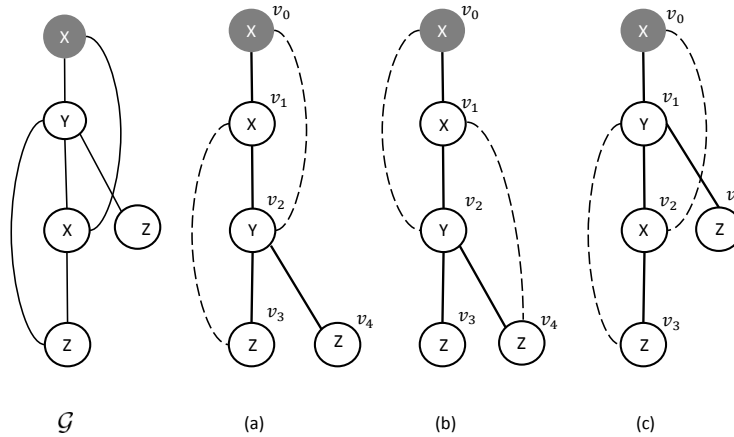 X
Y
X
Z
Z
𝒢
v₀
X
v₁
X
v₂
Y
v₃
Z
v₄
Z
(a)
v₀
X
v₁
X
v₂
Y
v₃
Z
v₄
Z
(b)
v₀
X
v₁
Y
v₂
X
v
Z
v₃
Z
(c)